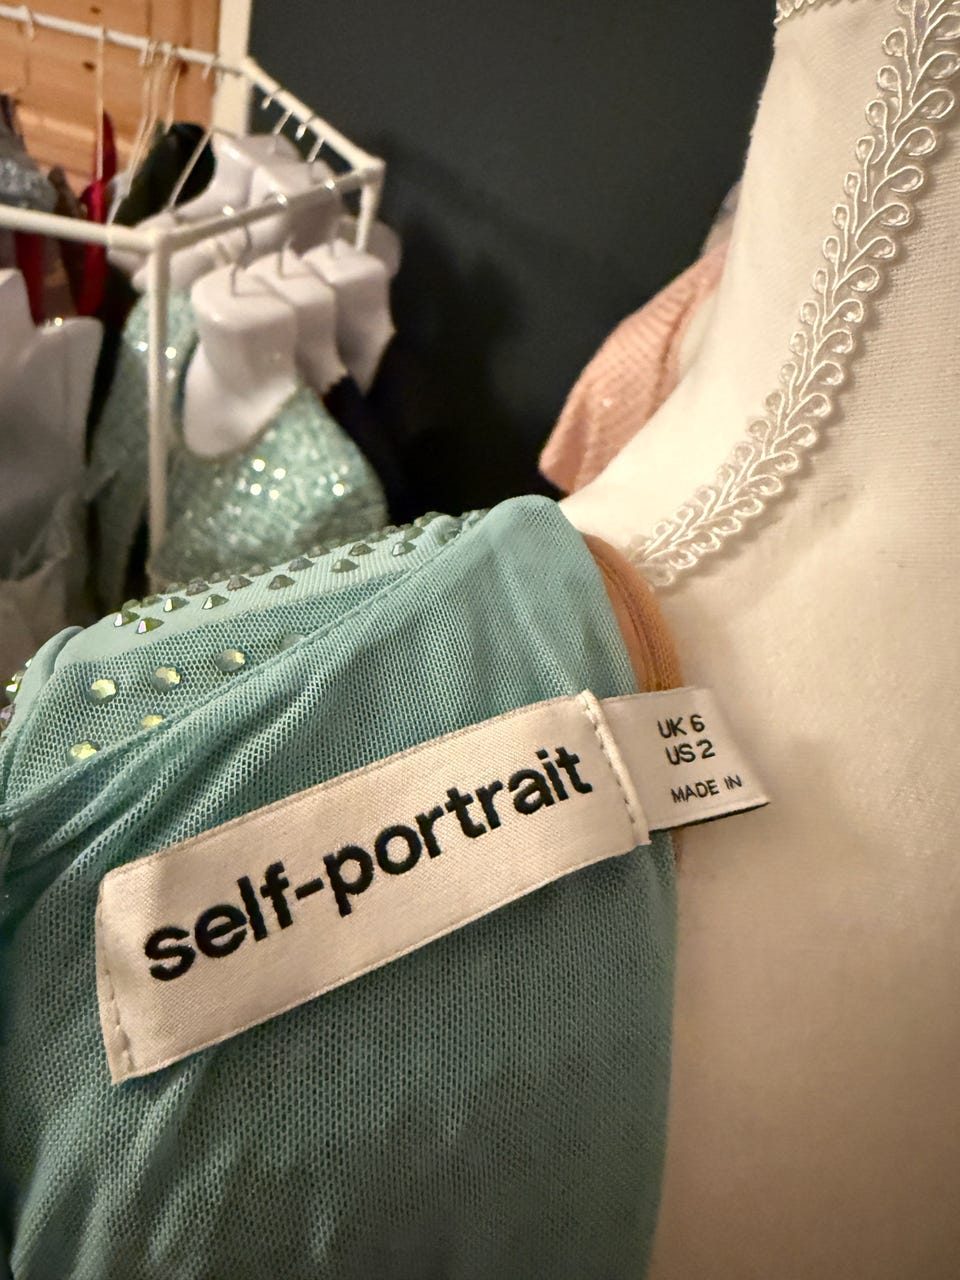 self-portrait
UK 6
US 2
MADE IN